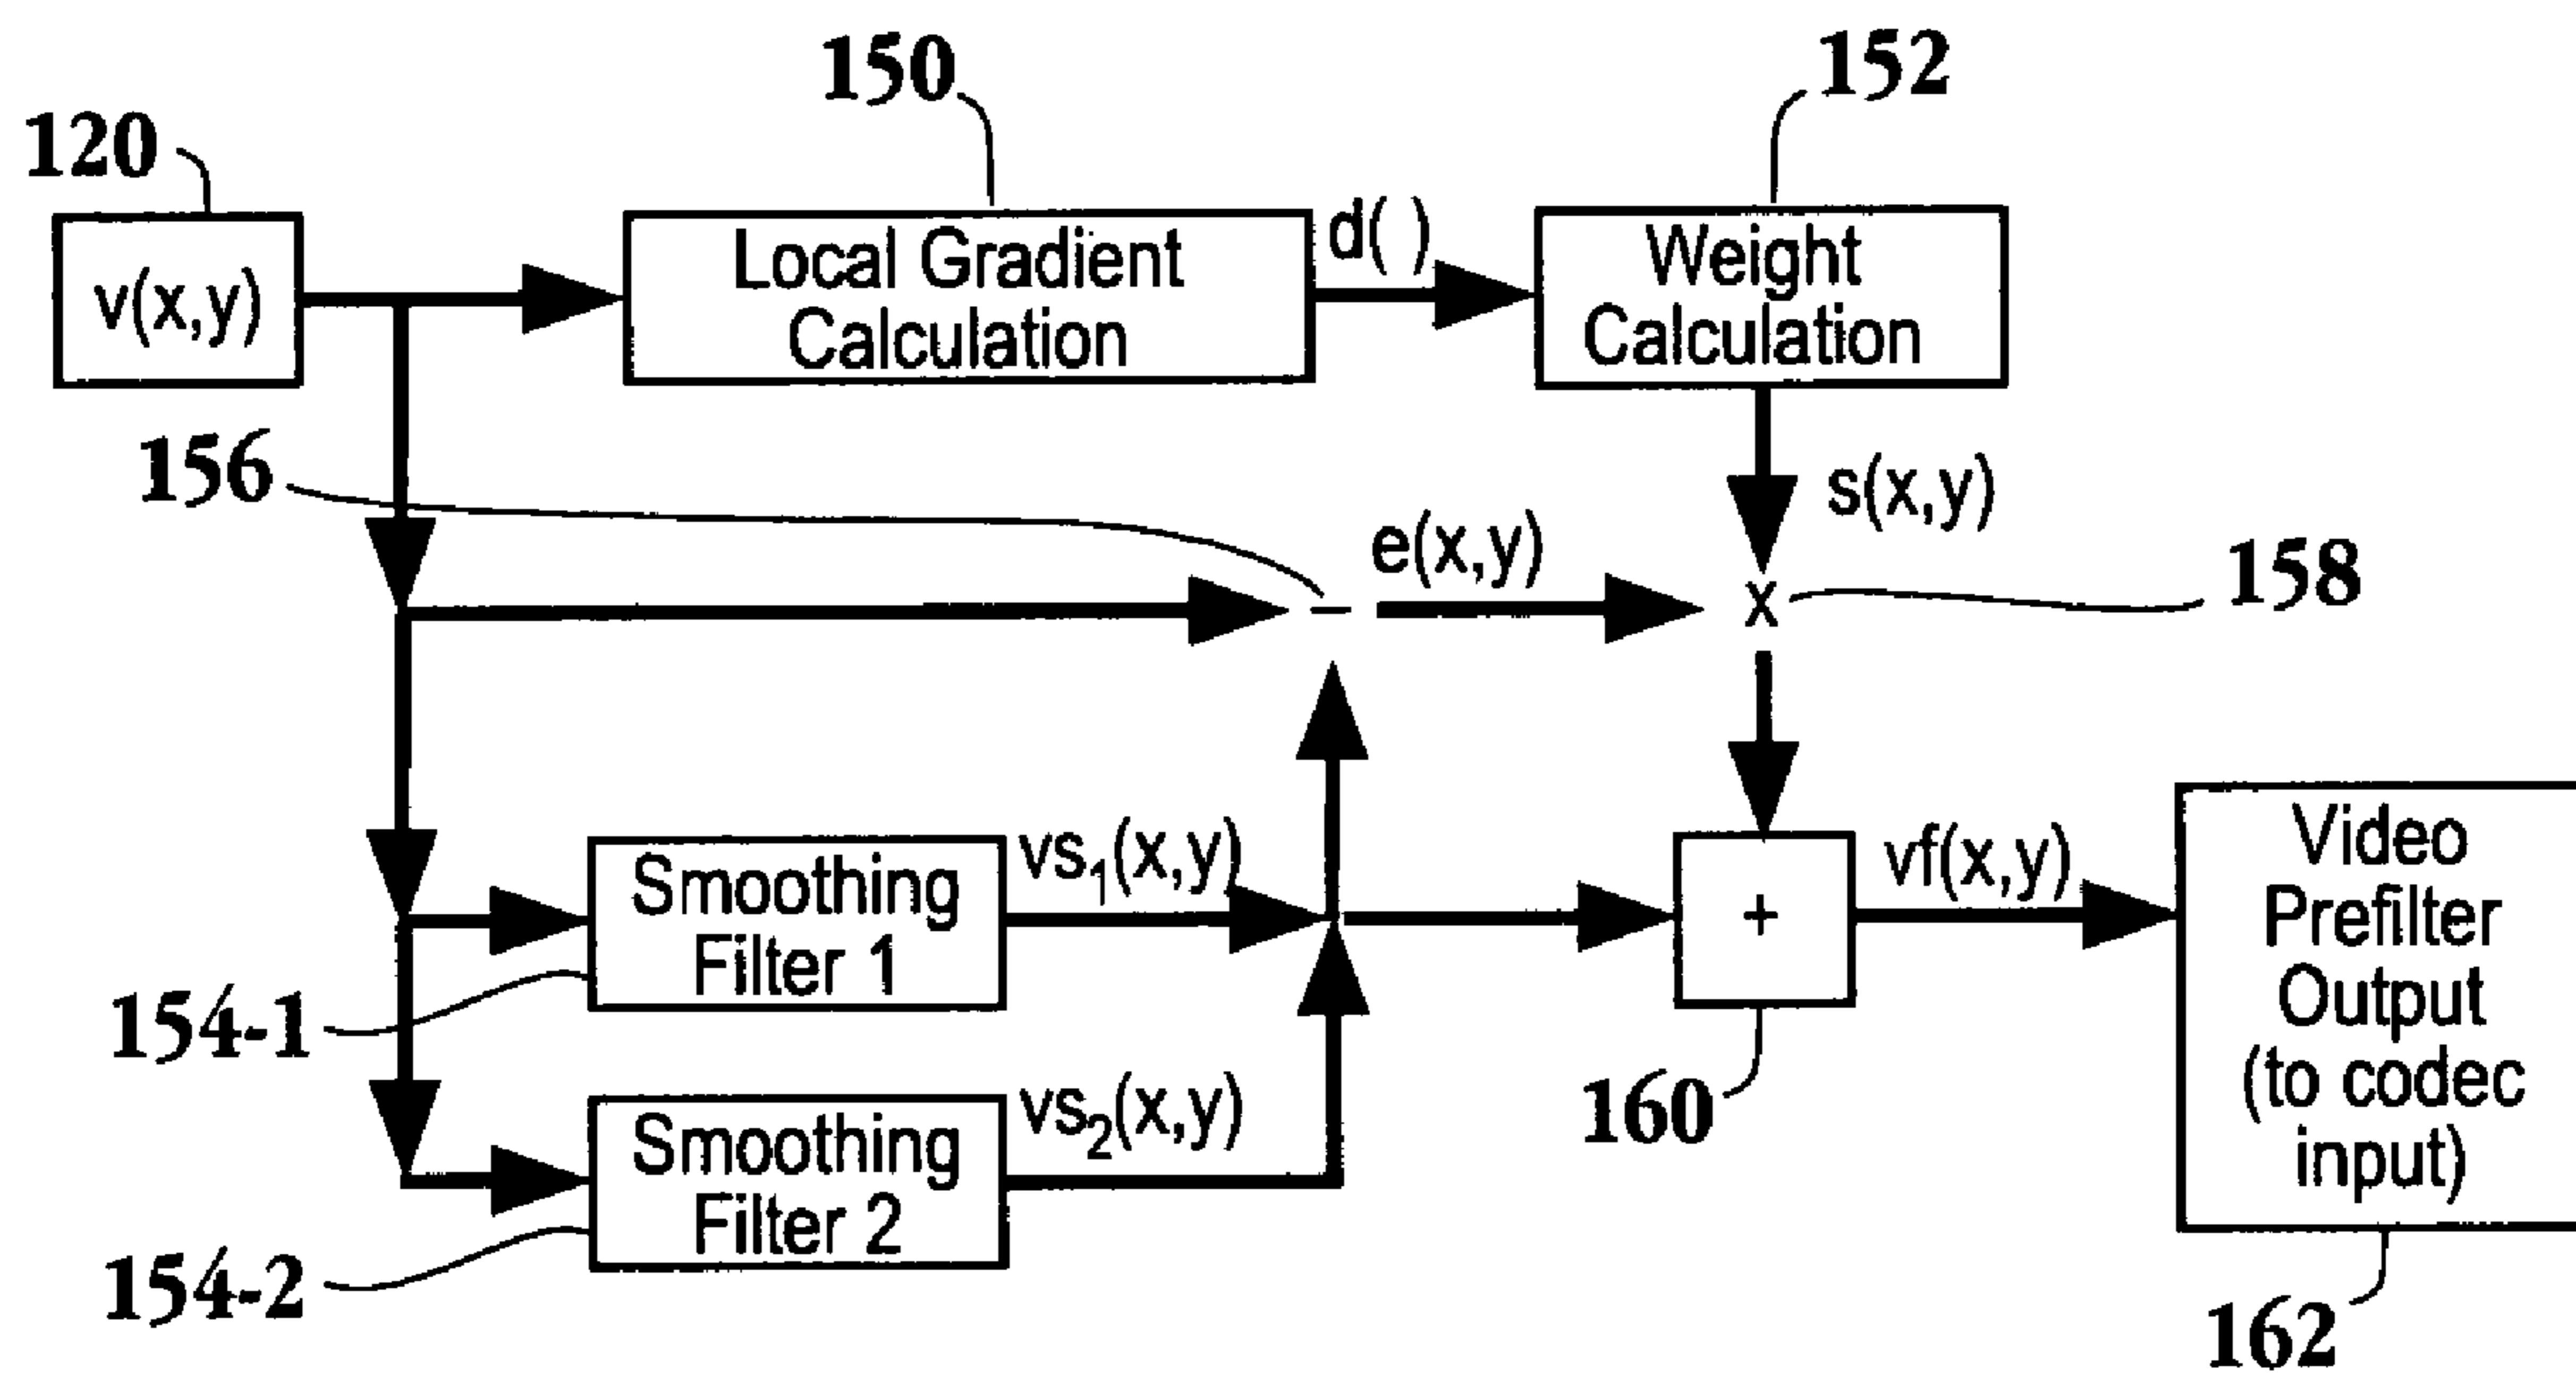 150
152
120
v(x,y)
Local Gradient
Calculation
d( )
Weight
Calculation
156
e(x,y)
s(x,y)
–
x
158
Smoothing
Filter 1
vs₁(x,y)
+
vf(x,y)
Video
Prefilter
Output
(to codec
input)
154-1
Smoothing
Filter 2
vs₂(x,y)
160
154-2
162